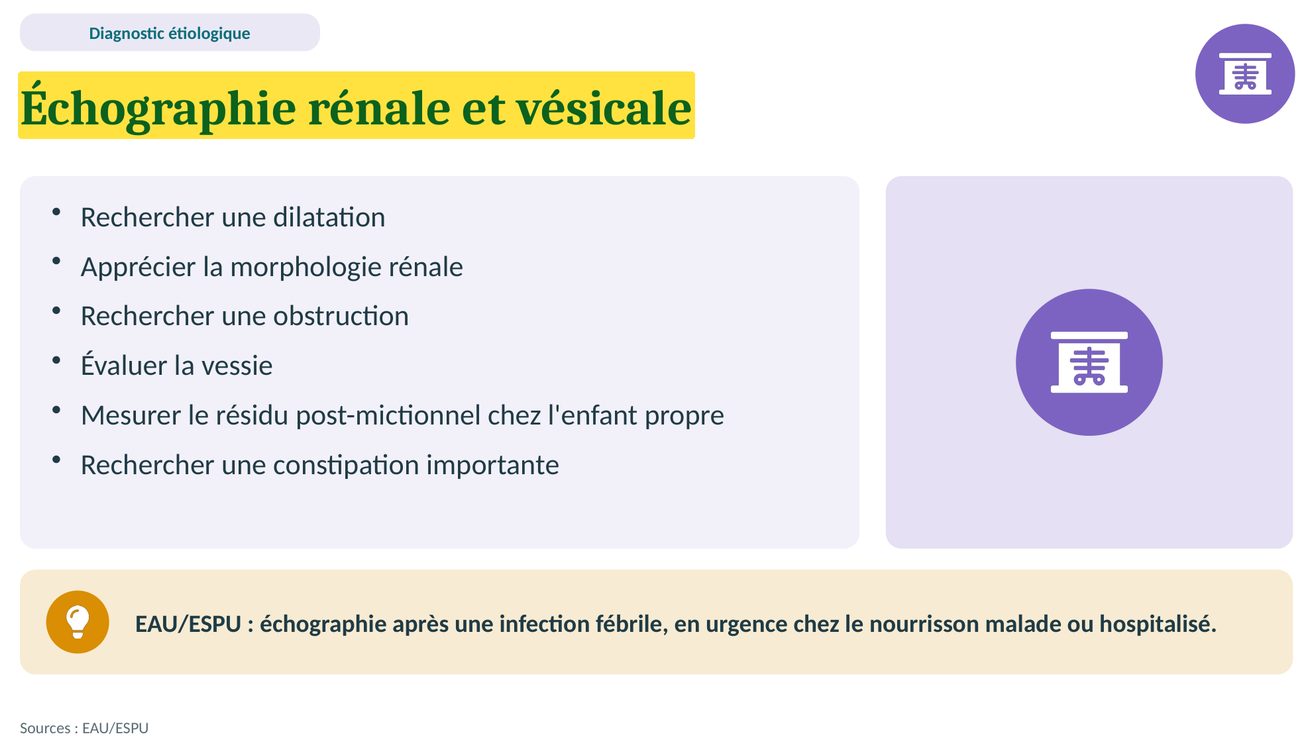 Diagnostic étiologique
Échographie rénale et vésicale
• Rechercher une dilatation
• Apprécier la morphologie rénale
• Rechercher une obstruction
• Évaluer la vessie
• Mesurer le résidu post-mictionnel chez l'enfant propre
• Rechercher une constipation importante
EAU/ESPU : échographie après une infection fébrile, en urgence chez le nourrisson malade ou hospitalisé.
Sources : EAU/ESPU